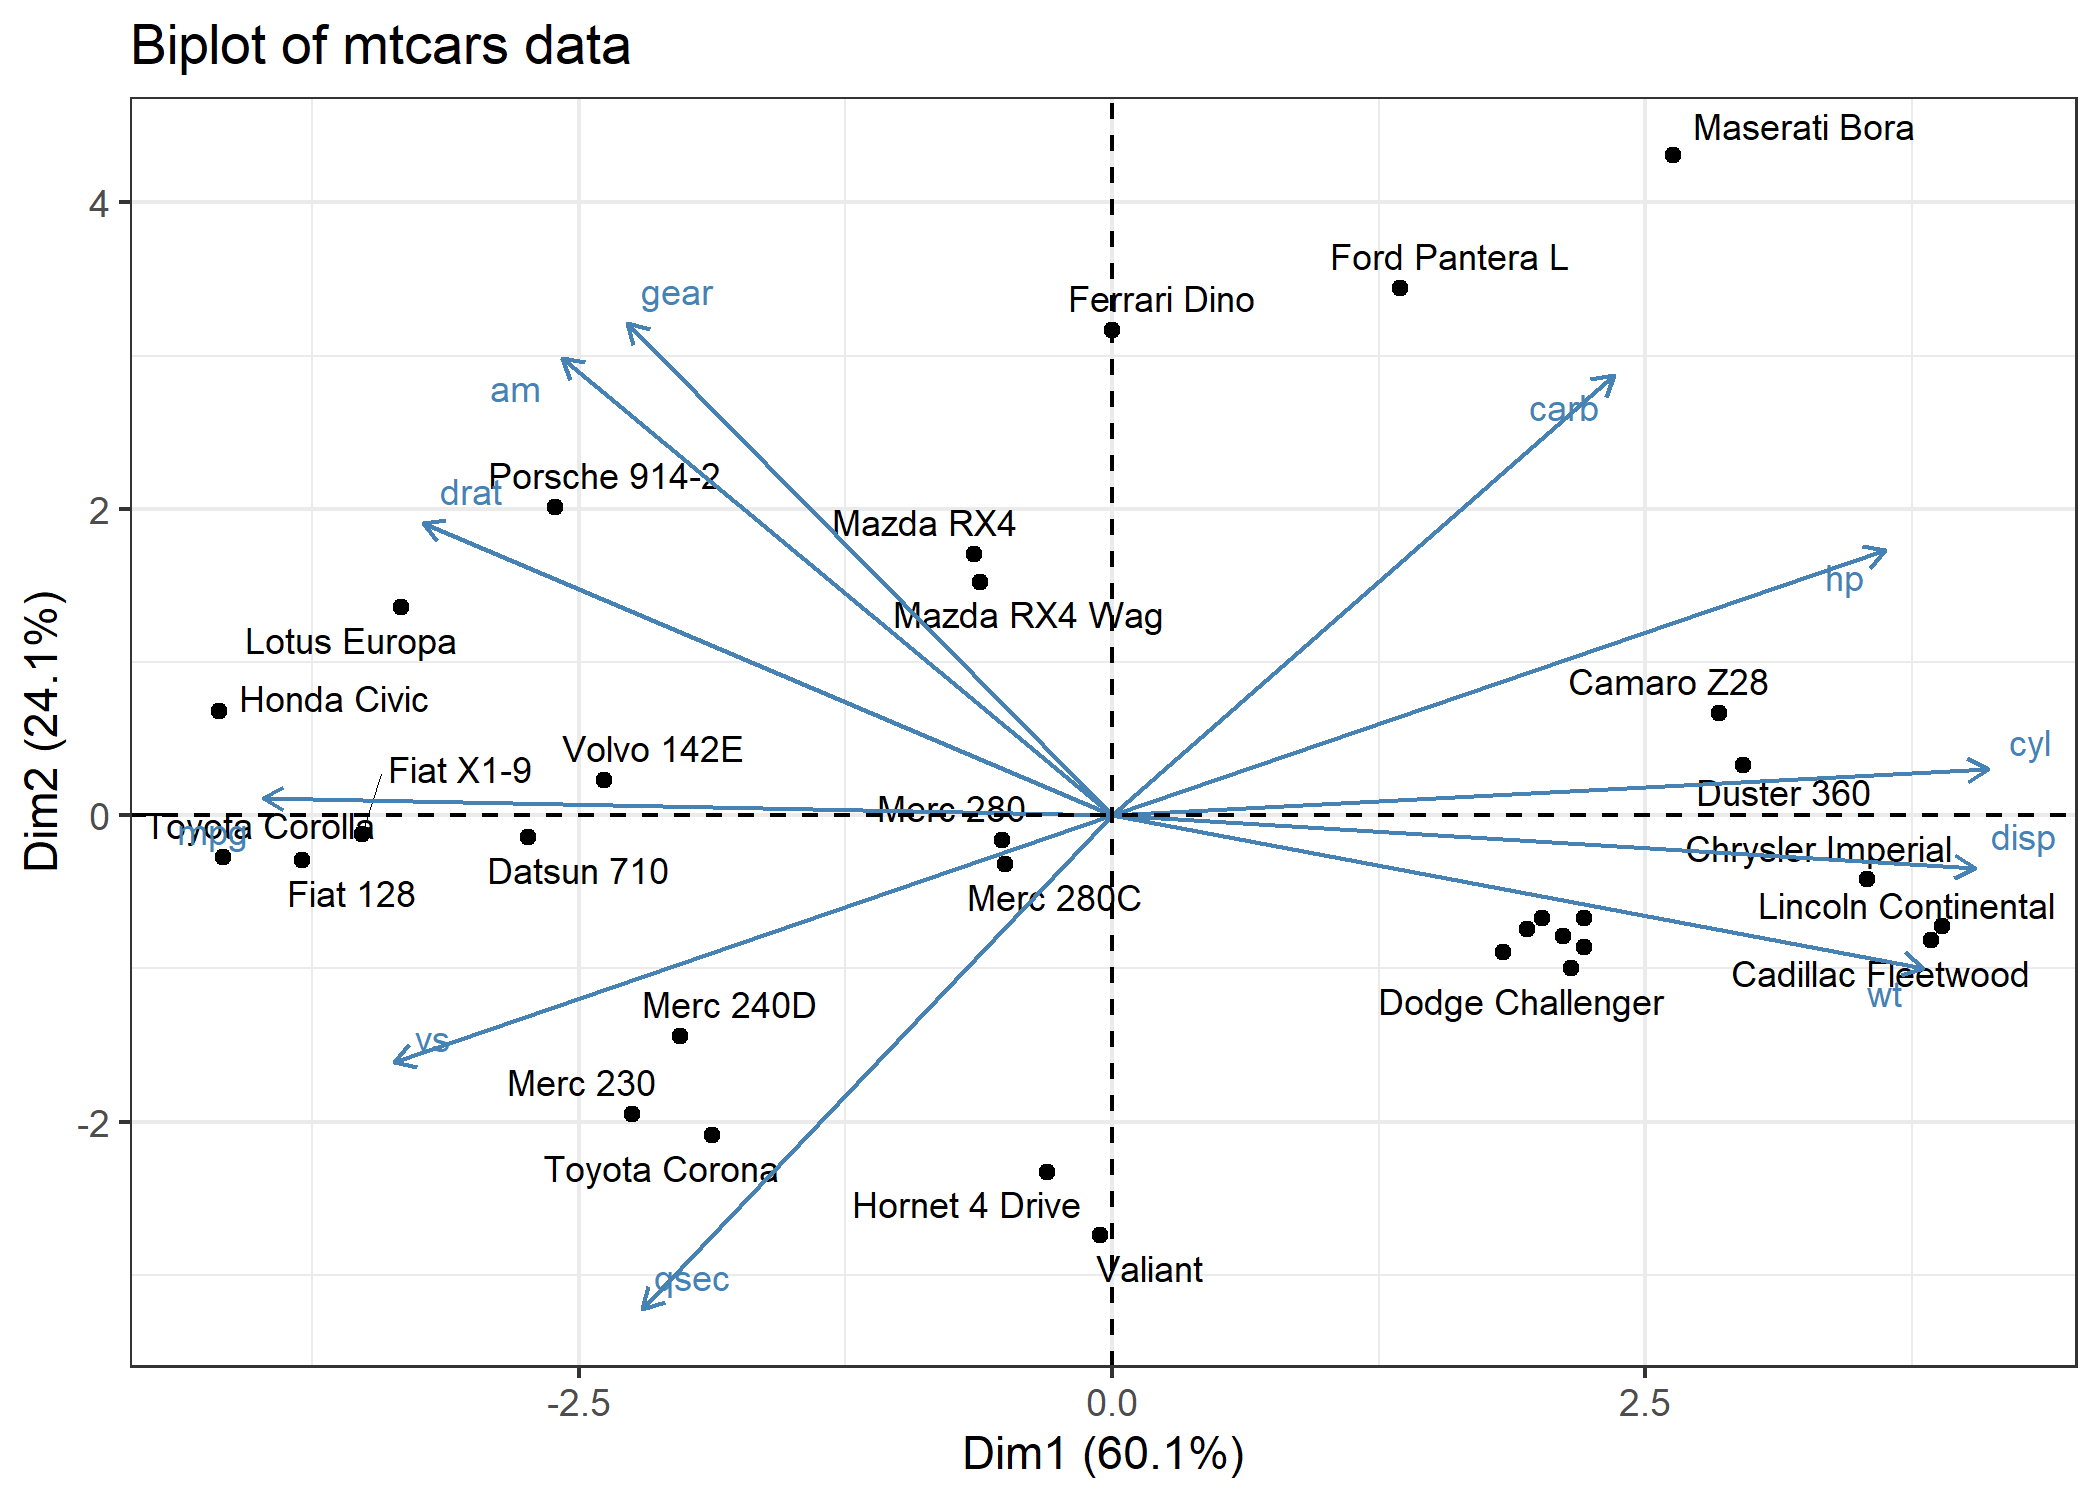 Biplot of mtcars data
Maserati Bora
4
Ford Pantera L
gear
Ferrari Dino
am
carb
Porsche 914-2
drat
2
Mazda RX4
hp
Mazda RX4 Wag
Lotus Europa
Camaro Z28
Honda Civic
Volvo 142E
cyl
Fiat X1-9
Duster 360
Merc 280
0
Toyota Corolla
mpg
disp
Chrysler Imperial
Datsun 710
Fiat 128
Merc 280C
Lincoln Continental
Cadillac Fleetwood
wt
Dodge Challenger
Merc 240D
vs
Merc 230
-2
Toyota Corona
Hornet 4 Drive
Valiant
qsec
-2.5
0.0
2.5
Dim1 (60.1%)
Dim2 (24.1%)